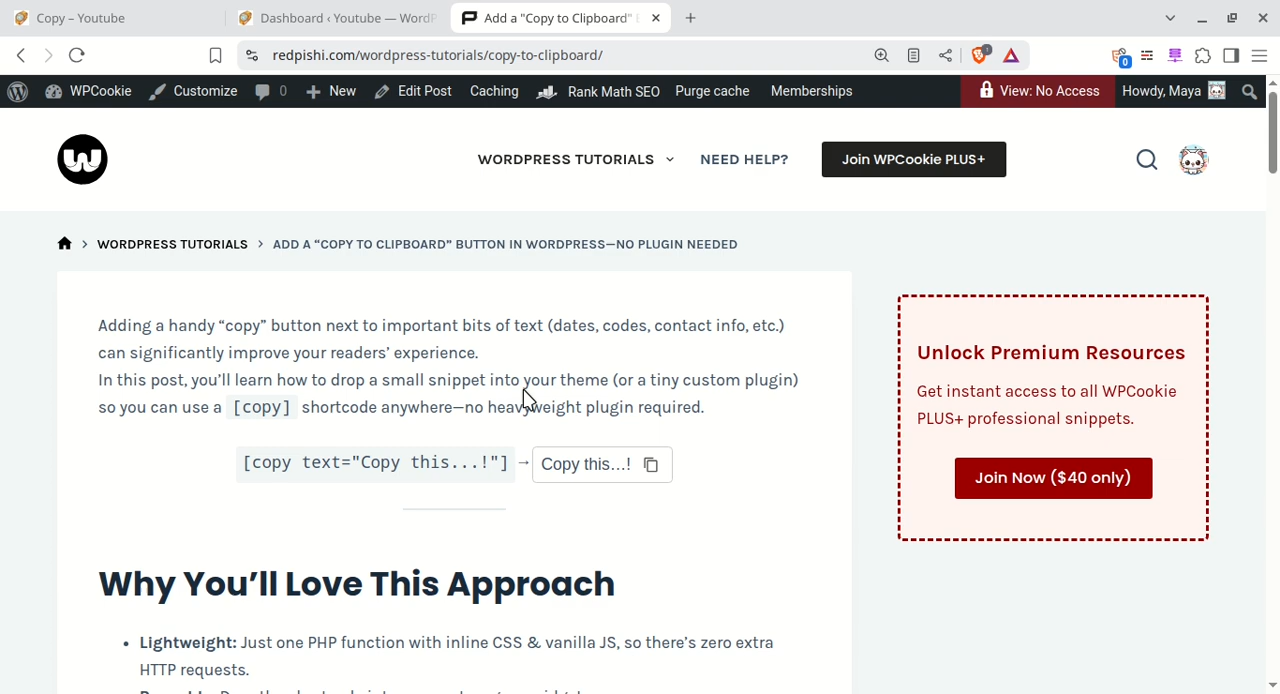 Copy – Youtube
Dashboard ‹ Youtube — WordP
Add a "Copy to Clipboard"
redpishi.com/wordpress-tutorials/copy-to-clipboard/
1
0
WPCookie
Customize
0
New
Edit Post
Caching
Rank Math SEO
Purge cache
Memberships
View: No Access
Howdy, Maya
WORDPRESS TUTORIALS
NEED HELP?
Join WPCookie PLUS+
WORDPRESS TUTORIALS > ADD A “COPY TO CLIPBOARD” BUTTON IN WORDPRESS—NO PLUGIN NEEDED
Adding a handy “copy” button next to important bits of text (dates, codes, contact info, etc.)
can significantly improve your readers’ experience.
In this post, you’ll learn how to drop a small snippet into your theme (or a tiny custom plugin)
so you can use a [copy] shortcode anywhere—no heavyweight plugin required.
[copy text="Copy this...!"] → Copy this...!
Unlock Premium Resources
Get instant access to all WPCookie
PLUS+ professional snippets.
Join Now ($40 only)
Why You’ll Love This Approach
• Lightweight: Just one PHP function with inline CSS & vanilla JS, so there’s zero extra
HTTP requests.